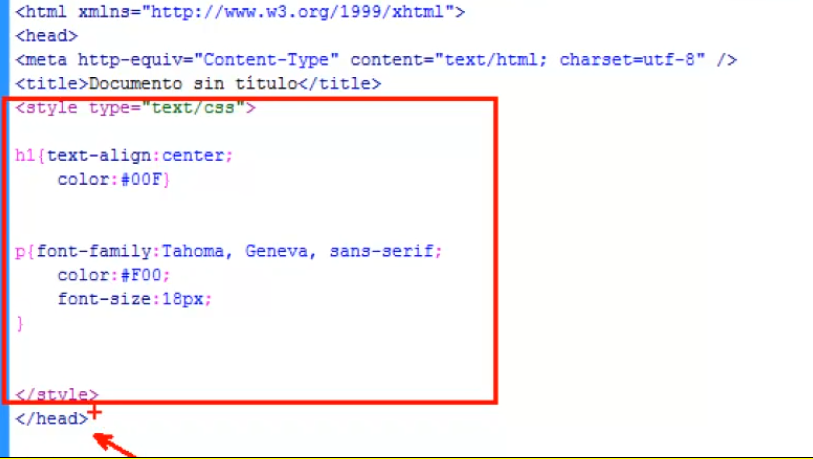 <html xmlns="http://www.w3.org/1999/xhtml">
<head>
<meta http-equiv="Content-Type" content="text/html; charset=utf-8" />
<title>Documento sin título</title>
<style type="text/css">
h1{text-align:center;
color:#00F}
p{font-family:Tahoma, Geneva, sans-serif;
color:#F00;
font-size:18px;
}
</style>
</head>